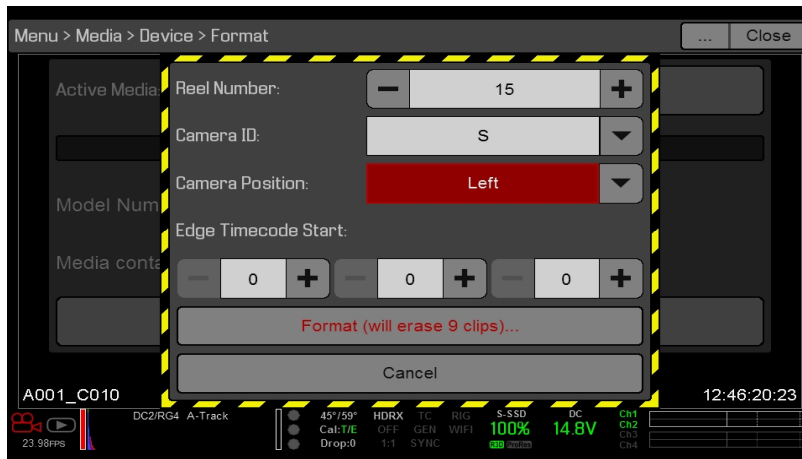 Menu > Media > Device > Format
... Close
Active Media:
Reel Number:
15
Camera ID:
S
Camera Position:
Left
Model Num
Edge Timecode Start:
Media conta
0 0 0
Format (will erase 9 clips)...
Cancel
A001_C010
12:46:20:23
DC2/RG4 A-Track
23.98FPS
45°/59° HDRX TC RIG S-SSD DC Ch1
Cal:T/E OFF GEN WIFI 100% 14.8V Ch2
Drop:0 1:1 SYNC R3D ProRes Ch3
Ch4